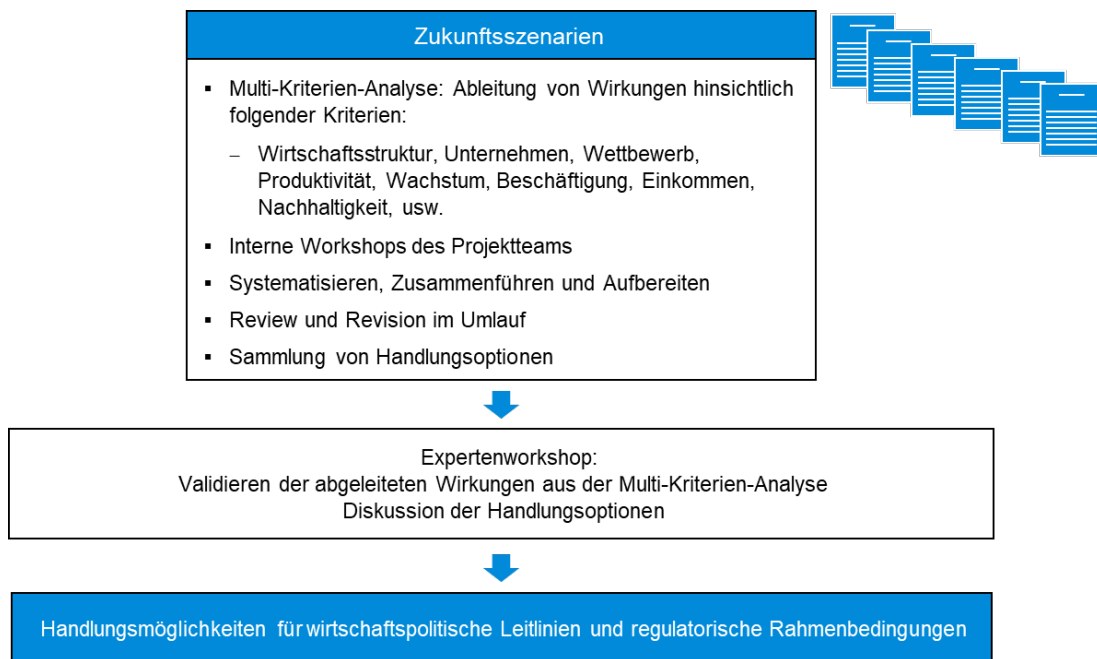 Zukunftsszenarien
▪ Multi-Kriterien-Analyse: Ableitung von Wirkungen hinsichtlich
folgender Kriterien:
– Wirtschaftsstruktur, Unternehmen, Wettbewerb,
Produktivität, Wachstum, Beschäftigung, Einkommen,
Nachhaltigkeit, usw.
▪ Interne Workshops des Projektteams
▪ Systematisieren, Zusammenführen und Aufbereiten
▪ Review und Revision im Umlauf
▪ Sammlung von Handlungsoptionen
Expertenworkshop:
Validieren der abgeleiteten Wirkungen aus der Multi-Kriterien-Analyse
Diskussion der Handlungsoptionen
Handlungsmöglichkeiten für wirtschaftspolitische Leitlinien und regulatorische Rahmenbedingungen